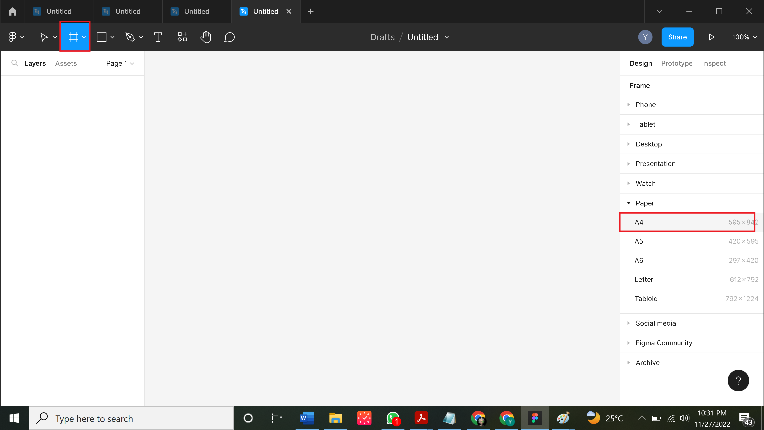 Untitled
Untitled
Untitled
Untitled
Drafts / Untitled
Y
Share
100%
Layers
Assets
Page 1
Design
Prototype
Inspect
Frame
Phone
Tablet
Desktop
Presentation
Watch
Paper
A4
595×842
A5
420×595
A6
297×420
Letter
612×792
Tabloid
792×1224
Social media
Figma Community
Archive
?
Type here to search
1
25°C
10:31 PM
11/27/2022